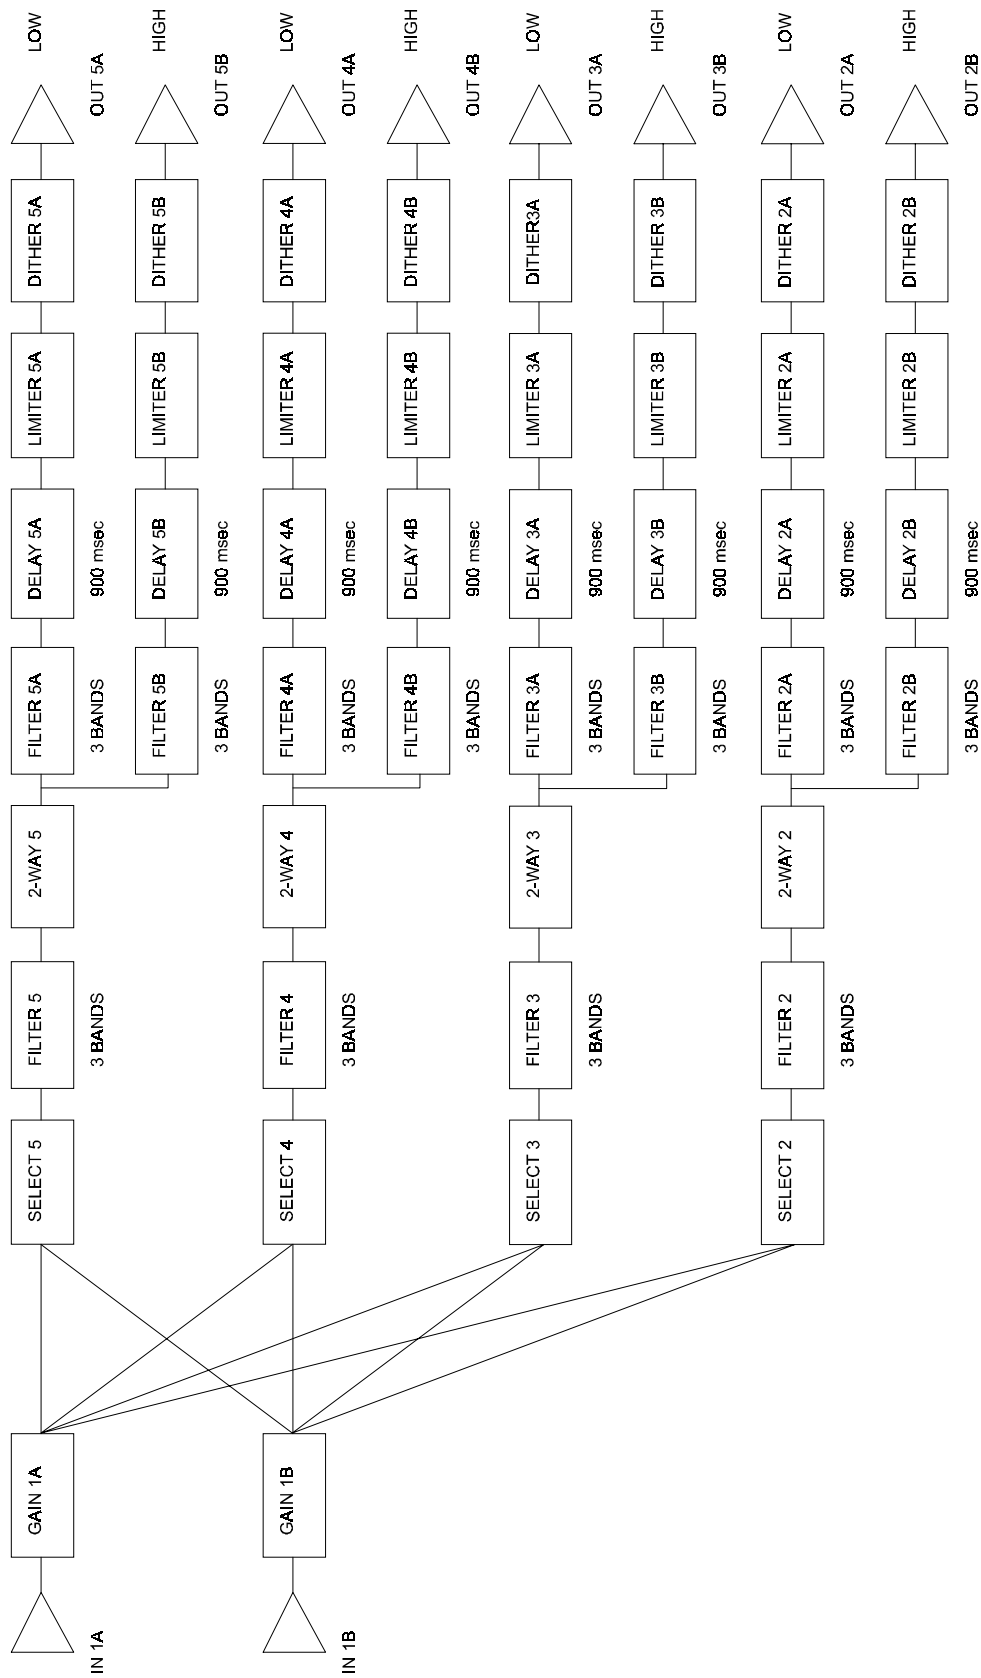 IN 1A
GAIN 1A
SELECT 5
FILTER 5
3 BANDS
2-WAY 5
FILTER 5A
3 BANDS
DELAY 5A
900 msec
LIMITER 5A
DITHER 5A
OUT 5A
LOW
FILTER 5B
3 BANDS
DELAY 5B
900 msec
LIMITER 5B
DITHER 5B
OUT 5B
HIGH
IN 1B
GAIN 1B
SELECT 4
FILTER 4
3 BANDS
2-WAY 4
FILTER 4A
3 BANDS
DELAY 4A
900 msec
LIMITER 4A
DITHER 4A
OUT 4A
LOW
FILTER 4B
3 BANDS
DELAY 4B
900 msec
LIMITER 4B
DITHER 4B
OUT 4B
HIGH
SELECT 3
FILTER 3
3 BANDS
2-WAY 3
FILTER 3A
3 BANDS
DELAY 3A
900 msec
LIMITER 3A
DITHER3A
OUT 3A
LOW
FILTER 3B
3 BANDS
DELAY 3B
900 msec
LIMITER 3B
DITHER 3B
OUT 3B
HIGH
SELECT 2
FILTER 2
3 BANDS
2-WAY 2
FILTER 2A
3 BANDS
DELAY 2A
900 msec
LIMITER 2A
DITHER 2A
OUT 2A
LOW
FILTER 2B
3 BANDS
DELAY 2B
900 msec
LIMITER 2B
DITHER 2B
OUT 2B
HIGH